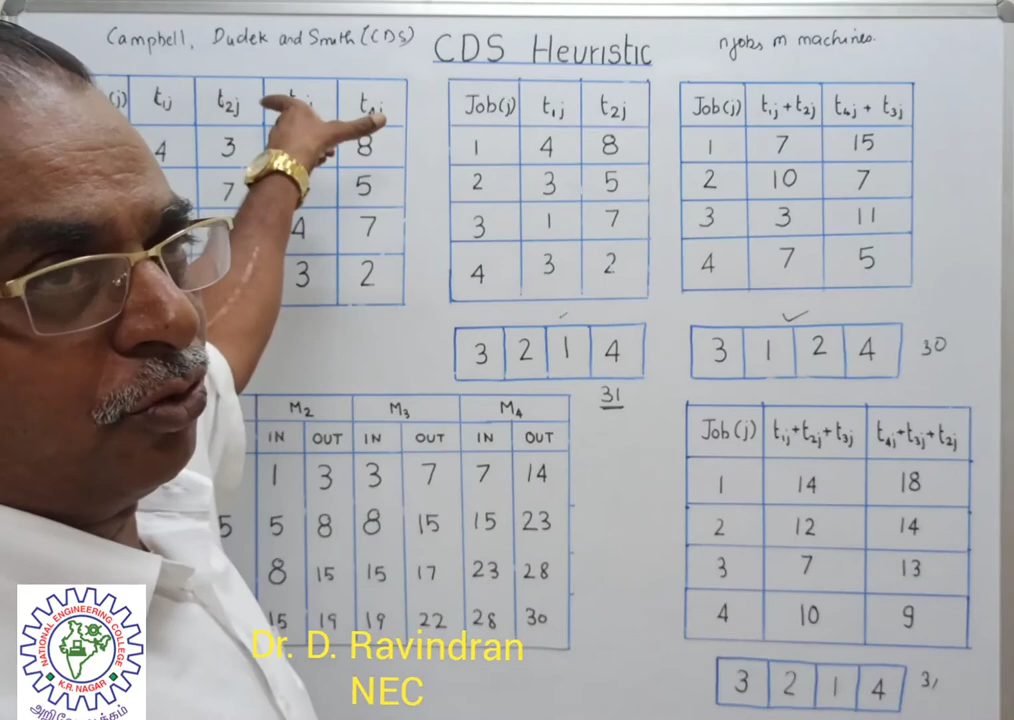 Campbell, Dudek and Smith (CDS) CDS Heuristic n jobs m machines.
(j) t1j t2j t4j
4 3 8
7 5
4 7
3 2
Job(j) t1j t2j
1 4 8
2 3 5
3 1 7
4 3 2
3 2 1 4
31
Job(j) t1j + t2j t4j + t3j
1 7 15
2 10 7
3 3 11
4 7 5
3 1 2 4 30
M2 M3 M4
IN OUT IN OUT IN OUT
1 3 3 7 7 14
5 5 8 8 15 15 23
8 15 15 17 23 28
15 19 19 22 28 30
Job(j) t1j+t2j+t3j t4j+t3j+t2j
1 14 18
2 12 14
3 7 13
4 10 9
3 2 1 4
Dr. D. Ravindran
NEC
NATIONAL ENGINEERING COLLEGE
K.R. NAGAR